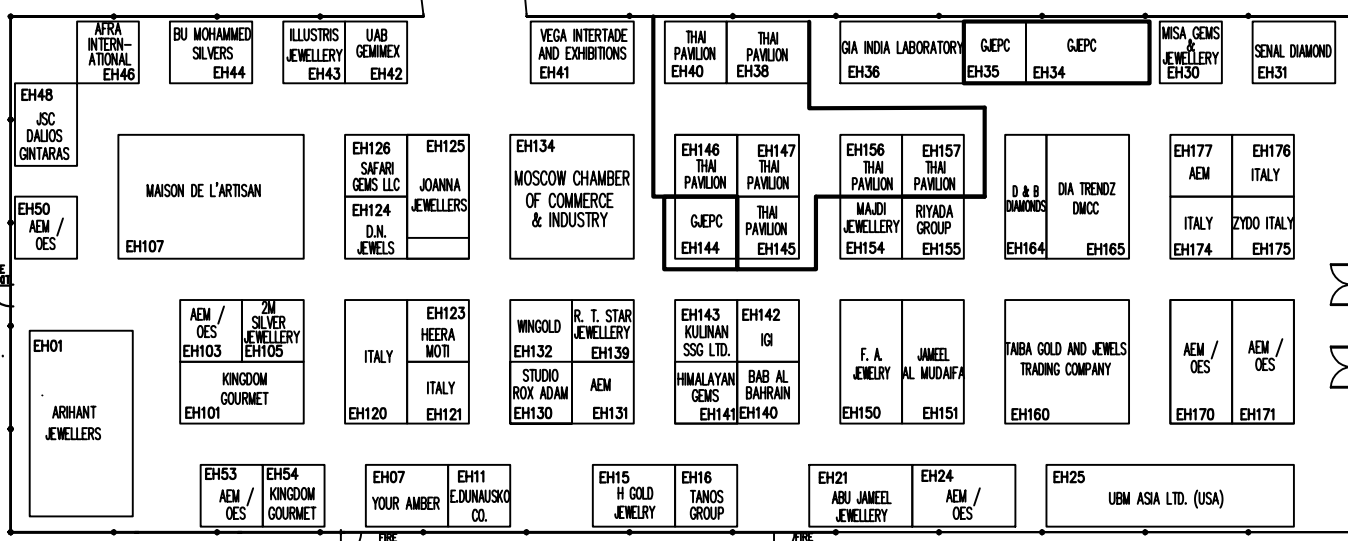 AFRA
INTERN-
ATIONAL
EH46
BU MOHAMMED
SILVERS
EH44
ILLUSTRIS
JEWELLERY
EH43
UAB
GEMIMEX
EH42
VEGA INTERTADE
AND EXHIBITIONS
EH41
THAI
PAVILION
EH40
THAI
PAVILION
EH38
GIA INDIA LABORATORY
EH36
GJEPC
EH35
GJEPC
EH34
MISA GEMS
&
JEWELLERY
EH30
SENAL DIAMOND
EH31
EH48
JSC
DALIOS
GINTARAS
MAISON DE L'ARTISAN
EH107
EH126
SAFARI
GEMS LLC
EH125
JOANNA
JEWELLERS
EH124
D.N.
JEWELS
EH134
MOSCOW CHAMBER
OF COMMERCE
& INDUSTRY
EH146
THAI
PAVILION
EH147
THAI
PAVILION
GJEPC
EH144
THAI
PAVILION
EH145
EH156
THAI
PAVILION
EH157
THAI
PAVILION
MAJDI
JEWELLERY
EH154
RIYADA
GROUP
EH155
D & B
DIAMONDS
EH164
DIA TRENDZ
DMCC
EH165
EH177
AEM
EH176
ITALY
ITALY
EH174
ZYDO ITALY
EH175
EH50
AEM /
OES
EH01
ARIHANT
JEWELLERS
AEM /
OES
EH103
2M
SILVER
JEWELLERY
EH105
KINGDOM
GOURMET
EH101
ITALY
EH120
EH123
HEERA
MOTI
ITALY
EH121
WINGOLD
EH132
R. T. STAR
JEWELLERY
EH139
STUDIO
ROX ADAM
EH130
AEM
EH131
EH143
KULINAN
SSG LTD.
EH142
IGI
HIMALAYAN
GEMS
EH141
BAB AL
BAHRAIN
EH140
F. A.
JEWELRY
EH150
JAMEEL
AL MUDAIFA
EH151
TAIBA GOLD AND JEWELS
TRADING COMPANY
EH160
AEM /
OES
EH170
AEM /
OES
EH171
EH53
AEM /
OES
EH54
KINGDOM
GOURMET
EH07
YOUR AMBER
EH11
E.DUNAUSKO
CO.
EH15
H GOLD
JEWELRY
EH16
TANOS
GROUP
EH21
ABU JAMEEL
JEWELLERY
EH24
AEM /
OES
EH25
UBM ASIA LTD. (USA)
FIRE
FIRE